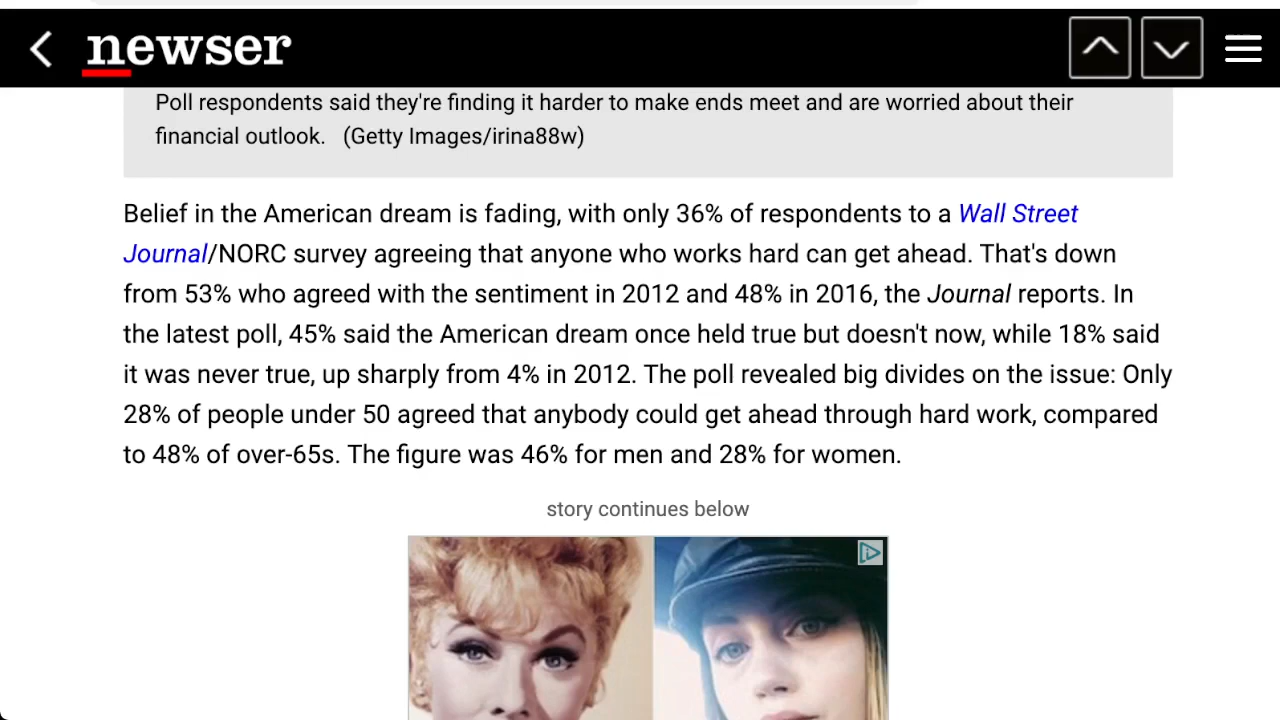 newser
Poll respondents said they're finding it harder to make ends meet and are worried about their
financial outlook. (Getty Images/irina88w)
Belief in the American dream is fading, with only 36% of respondents to a Wall Street
Journal/NORC survey agreeing that anyone who works hard can get ahead. That's down
from 53% who agreed with the sentiment in 2012 and 48% in 2016, the Journal reports. In
the latest poll, 45% said the American dream once held true but doesn't now, while 18% said
it was never true, up sharply from 4% in 2012. The poll revealed big divides on the issue: Only
28% of people under 50 agreed that anybody could get ahead through hard work, compared
to 48% of over-65s. The figure was 46% for men and 28% for women.
story continues below